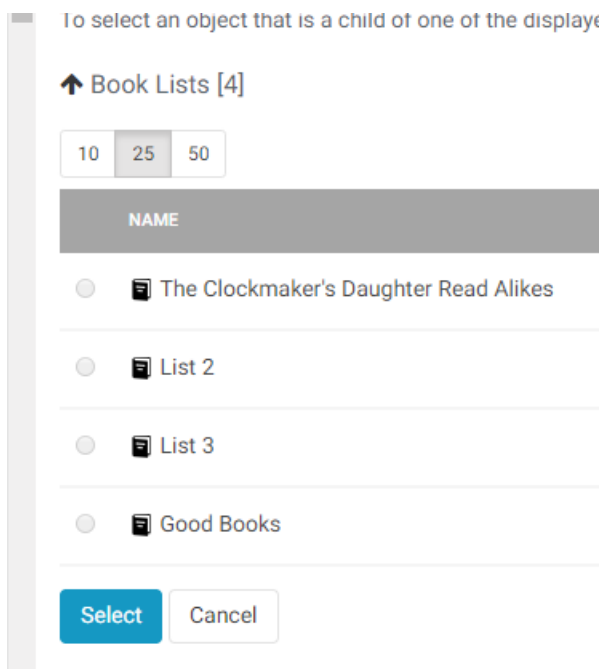 To select an object that is a child of one of the
Book Lists [4]
10 25 50
NAME
The Clockmaker's Daughter Read Alikes
List 2
List 3
Good Books
Select Cancel